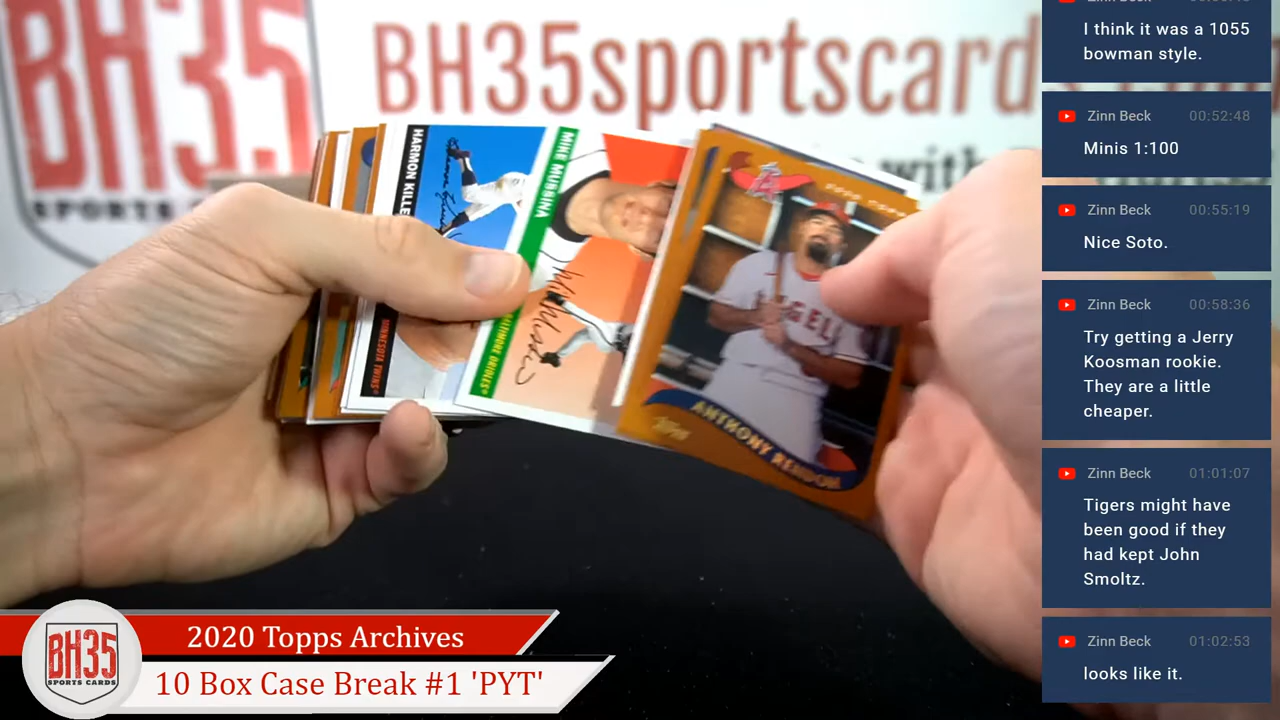 BH35
SPORTS CARDS
BH35sportscard
with
HARMON KILLE
MINNESOTA TWINS
MIKE MUSSINA
BALTIMORE ORIOLES
ANTHONY RENDON
Topps
2020 Topps Archives
10 Box Case Break #1 'PYT'
BH35
SPORTS CARDS
I think it was a 1055
bowman style.
Zinn Beck 00:52:48
Minis 1:100
Zinn Beck 00:55:19
Nice Soto.
Zinn Beck 00:58:36
Try getting a Jerry
Koosman rookie.
They are a little
cheaper.
Zinn Beck 01:01:07
Tigers might have
been good if they
had kept John
Smoltz.
Zinn Beck 01:02:53
looks like it.